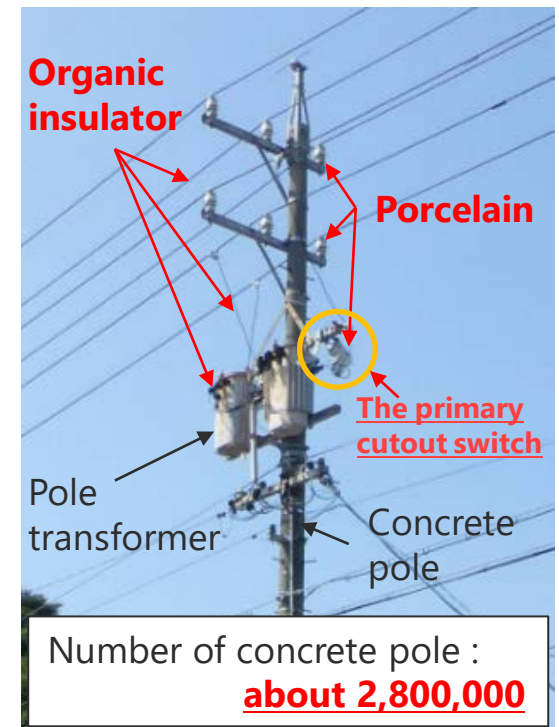 Organic
insulator
Porcelain
The primary
cutout switch
Pole
transformer
Concrete
pole
Number of concrete pole :
about 2,800,000